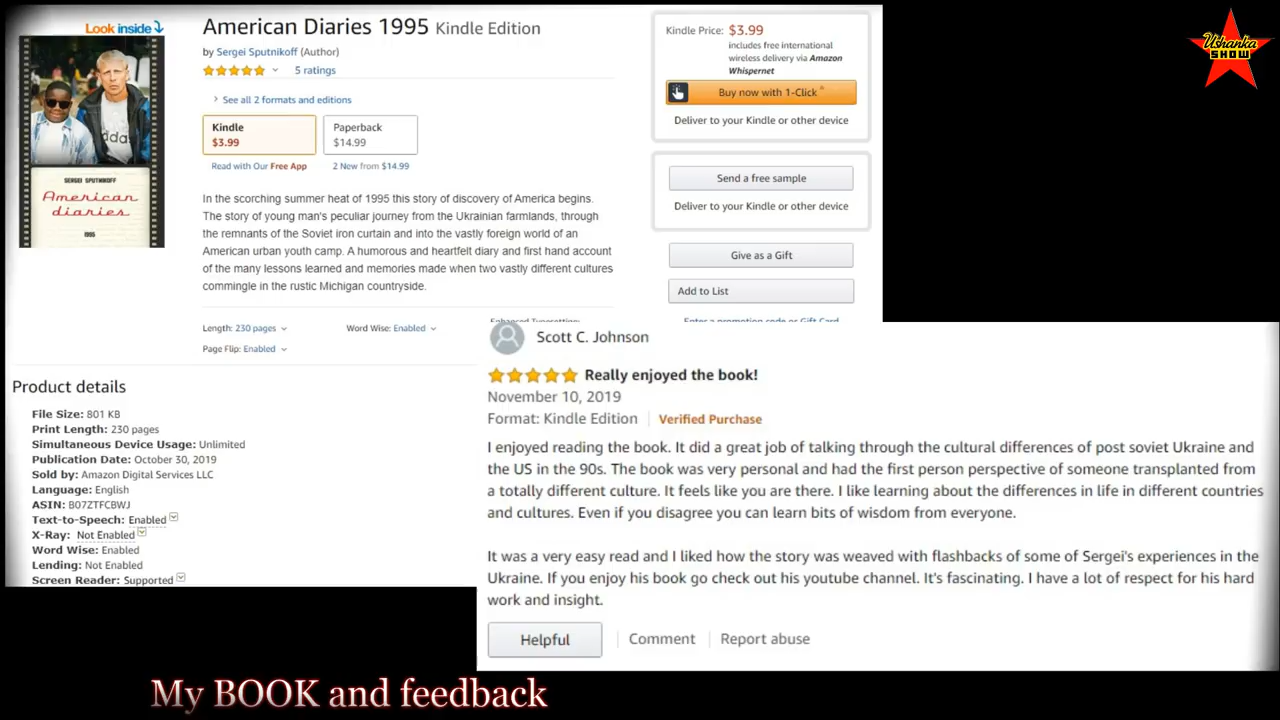 Look inside
American Diaries 1995 Kindle Edition
by Sergei Sputnikoff (Author)
5 ratings
See all 2 formats and editions
Kindle
$3.99
Paperback
$14.99
Read with Our Free App
2 New from $14.99
In the scorching summer heat of 1995 this story of discovery of America begins.
The story of young man's peculiar journey from the Ukrainian farmlands, through
the remnants of the Soviet iron curtain and into the vastly foreign world of an
American urban youth camp. A humorous and heartfelt diary and first hand account
of the many lessons learned and memories made when two vastly different cultures
commingle in the rustic Michigan countryside.
Length: 230 pages
Word Wise: Enabled
Page Flip: Enabled
SERGEI SPUTNIKOFF
American
diaries
1995
Kindle Price: $3.99
includes free international
wireless delivery via Amazon
Whispernet
Buy now with 1-Click
Deliver to your Kindle or other device
Send a free sample
Deliver to your Kindle or other device
Give as a Gift
Add to List
Enter a promotion code or Gift Card
Ushanka
SHOW
Product details
File Size: 801 KB
Print Length: 230 pages
Simultaneous Device Usage: Unlimited
Publication Date: October 30, 2019
Sold by: Amazon Digital Services LLC
Language: English
ASIN: B07ZTFCBWJ
Text-to-Speech: Enabled
X-Ray: Not Enabled
Word Wise: Enabled
Lending: Not Enabled
Screen Reader: Supported
Scott C. Johnson
Really enjoyed the book!
November 10, 2019
Format: Kindle Edition | Verified Purchase
I enjoyed reading the book. It did a great job of talking through the cultural differences of post soviet Ukraine and
the US in the 90s. The book was very personal and had the first person perspective of someone transplanted from
a totally different culture. It feels like you are there. I like learning about the differences in life in different countries
and cultures. Even if you disagree you can learn bits of wisdom from everyone.
It was a very easy read and I liked how the story was weaved with flashbacks of some of Sergei's experiences in the
Ukraine. If you enjoy his book go check out his youtube channel. It's fascinating. I have a lot of respect for his hard
work and insight.
Helpful | Comment | Report abuse
My BOOK and feedback